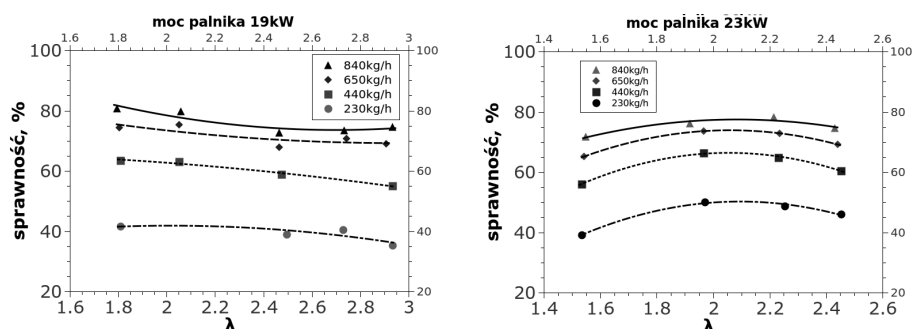 moc palnika 19kW
1.6 1.8 2 2.2 2.4 2.6 2.8 3
100 100
80 80
60 60
40 40
20 20
sprawność, %
840kg/h
650kg/h
440kg/h
230kg/h
1.6 1.8 2 2.2 2.4 2.6 2.8 3
λ
moc palnika 23kW
1.4 1.6 1.8 2 2.2 2.4 2.6
100 100
80 80
60 60
40 40
20 20
sprawność, %
840kg/h
650kg/h
440kg/h
230kg/h
1.4 1.6 1.8 2 2.2 2.4 2.6
λ